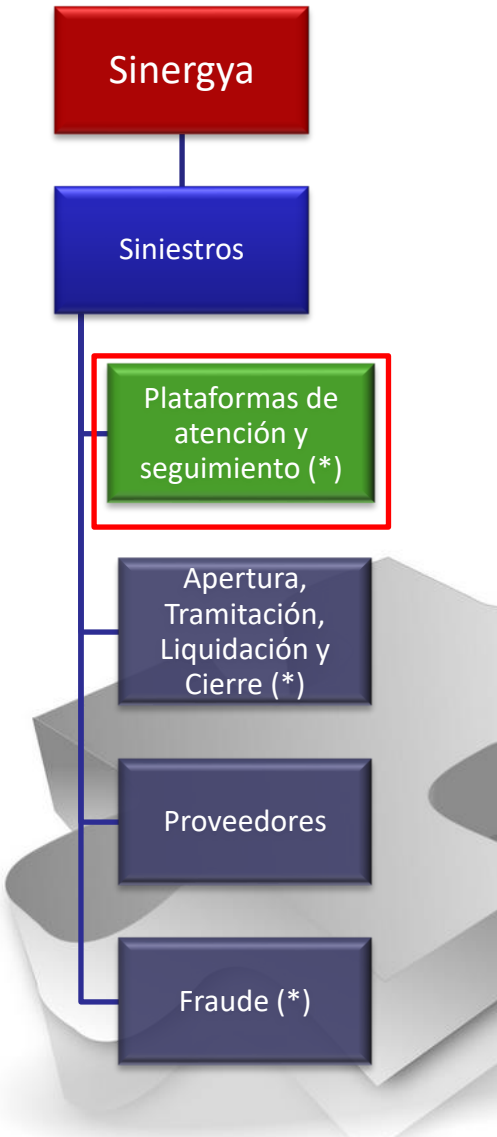 Sinergya
Siniestros
Plataformas de
atención y
seguimiento (*)
Apertura,
Tramitación,
Liquidación y
Cierre (*)
Proveedores
Fraude (*)